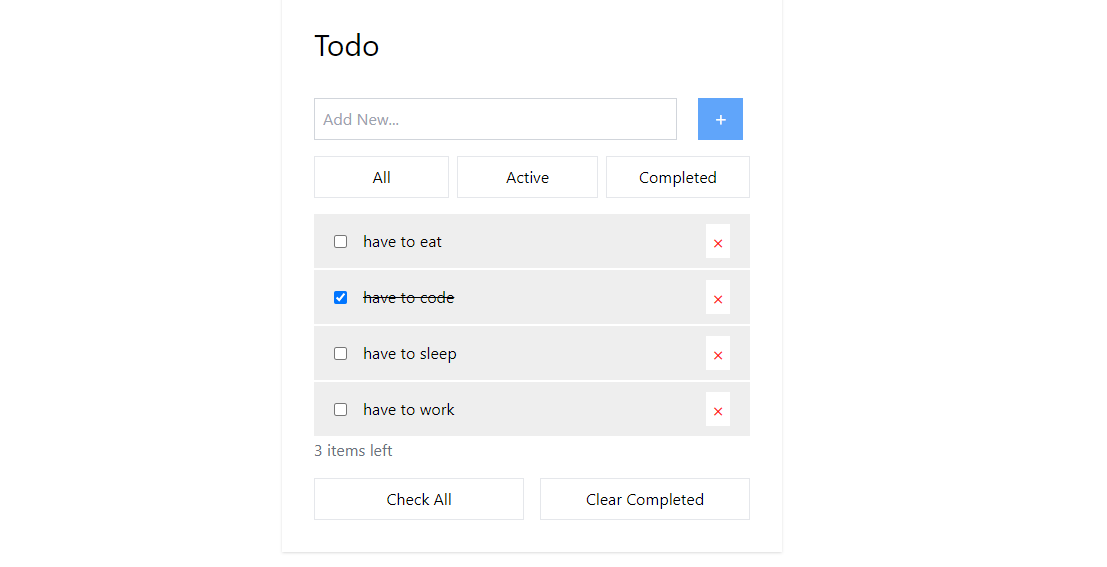 Todo
Add New...
+
All Active Completed
have to eat ×
have to code ×
have to sleep ×
have to work ×
3 items left
Check All Clear Completed